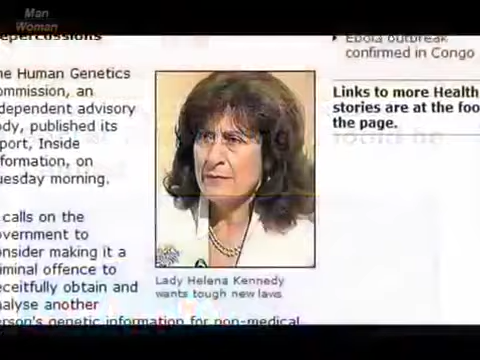 Man
Woman
epercussions
he Human Genetics
ommission, an
dependent advisory
ody, published its
port, Inside
formation, on
uesday morning.
calls on the
overnment to
onsider making it a
iminal offence to
eceitfully obtain and
alyse another
erson's genetic information for non-medical
Lady Helena Kennedy
wants tough new laws
Ebola outbreak
confirmed in Congo
Links to more Health
stories are at the foo
the page.